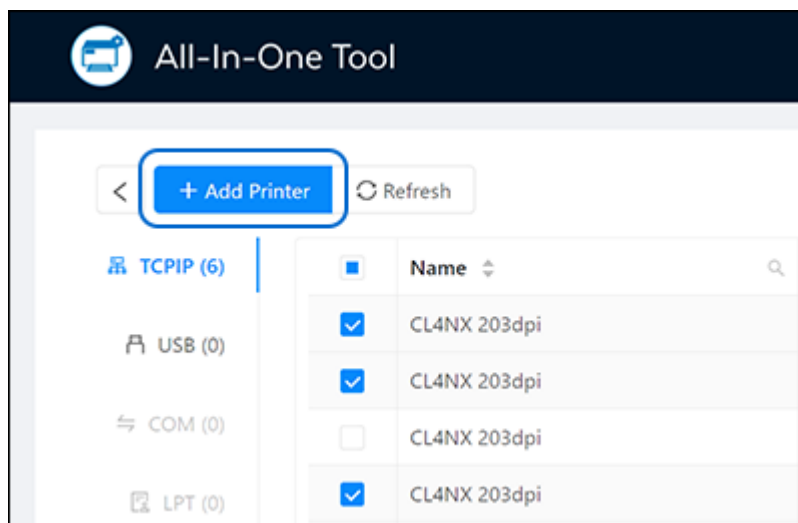 All-In-One Tool
+ Add Printer Refresh
TCPIP (6)
Name
CL4NX 203dpi
USB (0)
CL4NX 203dpi
COM (0)
CL4NX 203dpi
LPT (0)
CL4NX 203dpi